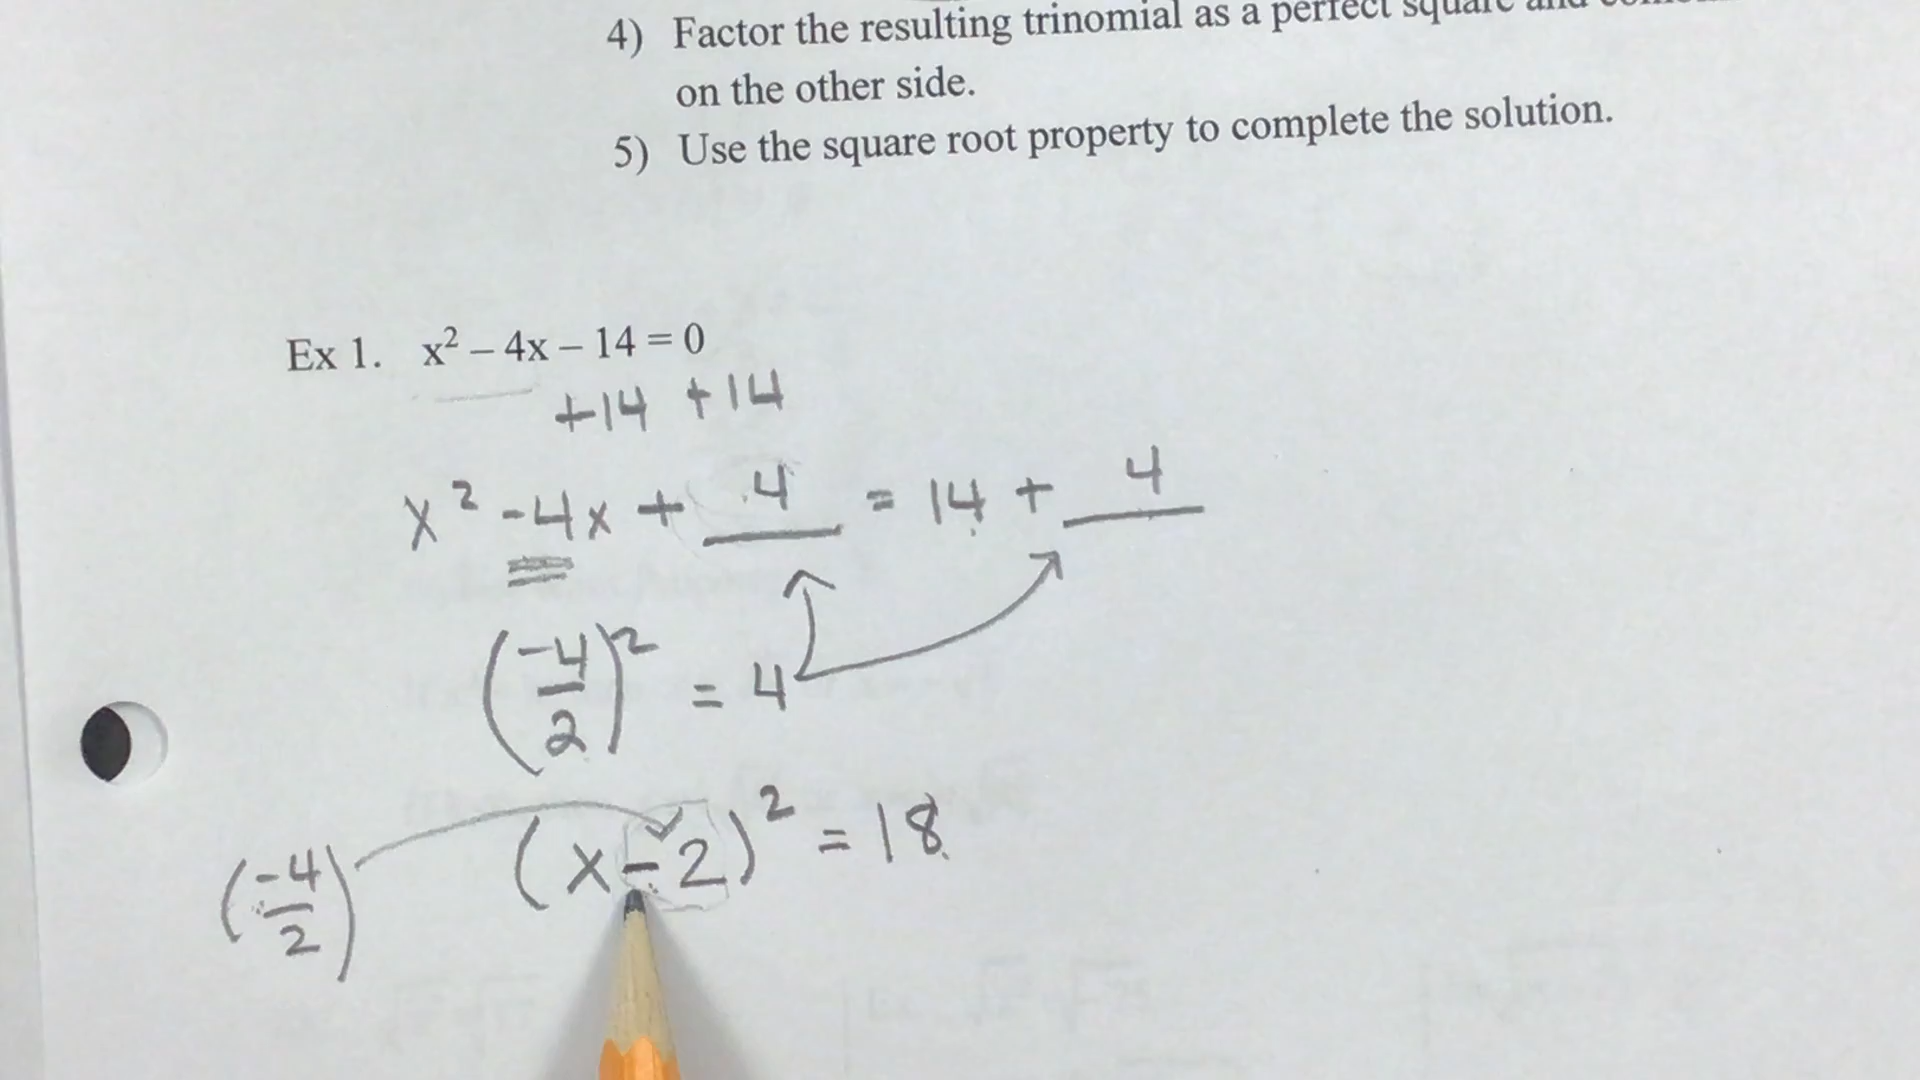 4) Factor the resulting trinomial as a perfect square and
on the other side.
5) Use the square root property to complete the solution.
Ex 1. x² – 4x – 14 = 0
+14 +14
x² -4x + 4 = 14 + 4
(-4/2)² = 4
(-4/2) (x-2)² = 18